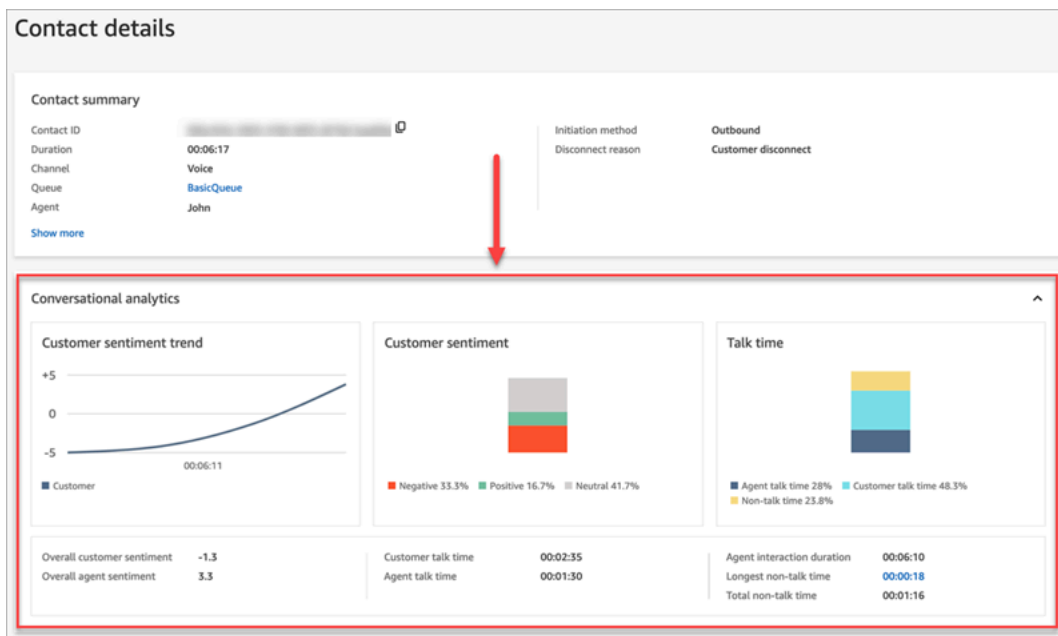 Contact details
Contact summary
Contact ID
Duration 00:06:17
Channel Voice
Queue BasicQueue
Agent John
Show more
Initiation method Outbound
Disconnect reason Customer disconnect
Conversational analytics
Customer sentiment trend
+5
0
-5
00:06:11
Customer
Customer sentiment
Negative 33.3% Positive 16.7% Neutral 41.7%
Talk time
Agent talk time 28% Customer talk time 48.3%
Non-talk time 23.8%
Overall customer sentiment -1.3
Overall agent sentiment 3.3
Customer talk time 00:02:35
Agent talk time 00:01:30
Agent interaction duration 00:06:10
Longest non-talk time 00:00:18
Total non-talk time 00:01:16